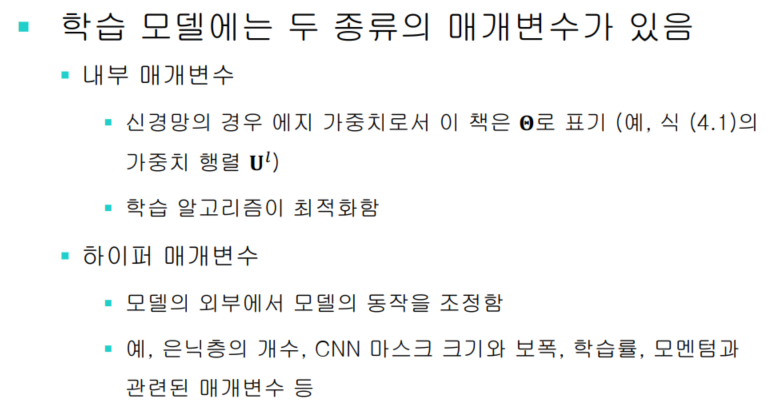 ▪ 학습 모델에는 두 종류의 매개변수가 있음
▪ 내부 매개변수
▪ 신경망의 경우 에지 가중치로서 이 책은 𝚯로 표기 (예, 식 (4.1)의
가중치 행렬 𝐔ˡ)
▪ 학습 알고리즘이 최적화함
▪ 하이퍼 매개변수
▪ 모델의 외부에서 모델의 동작을 조정함
▪ 예, 은닉층의 개수, CNN 마스크 크기와 보폭, 학습률, 모멘텀과
관련된 매개변수 등